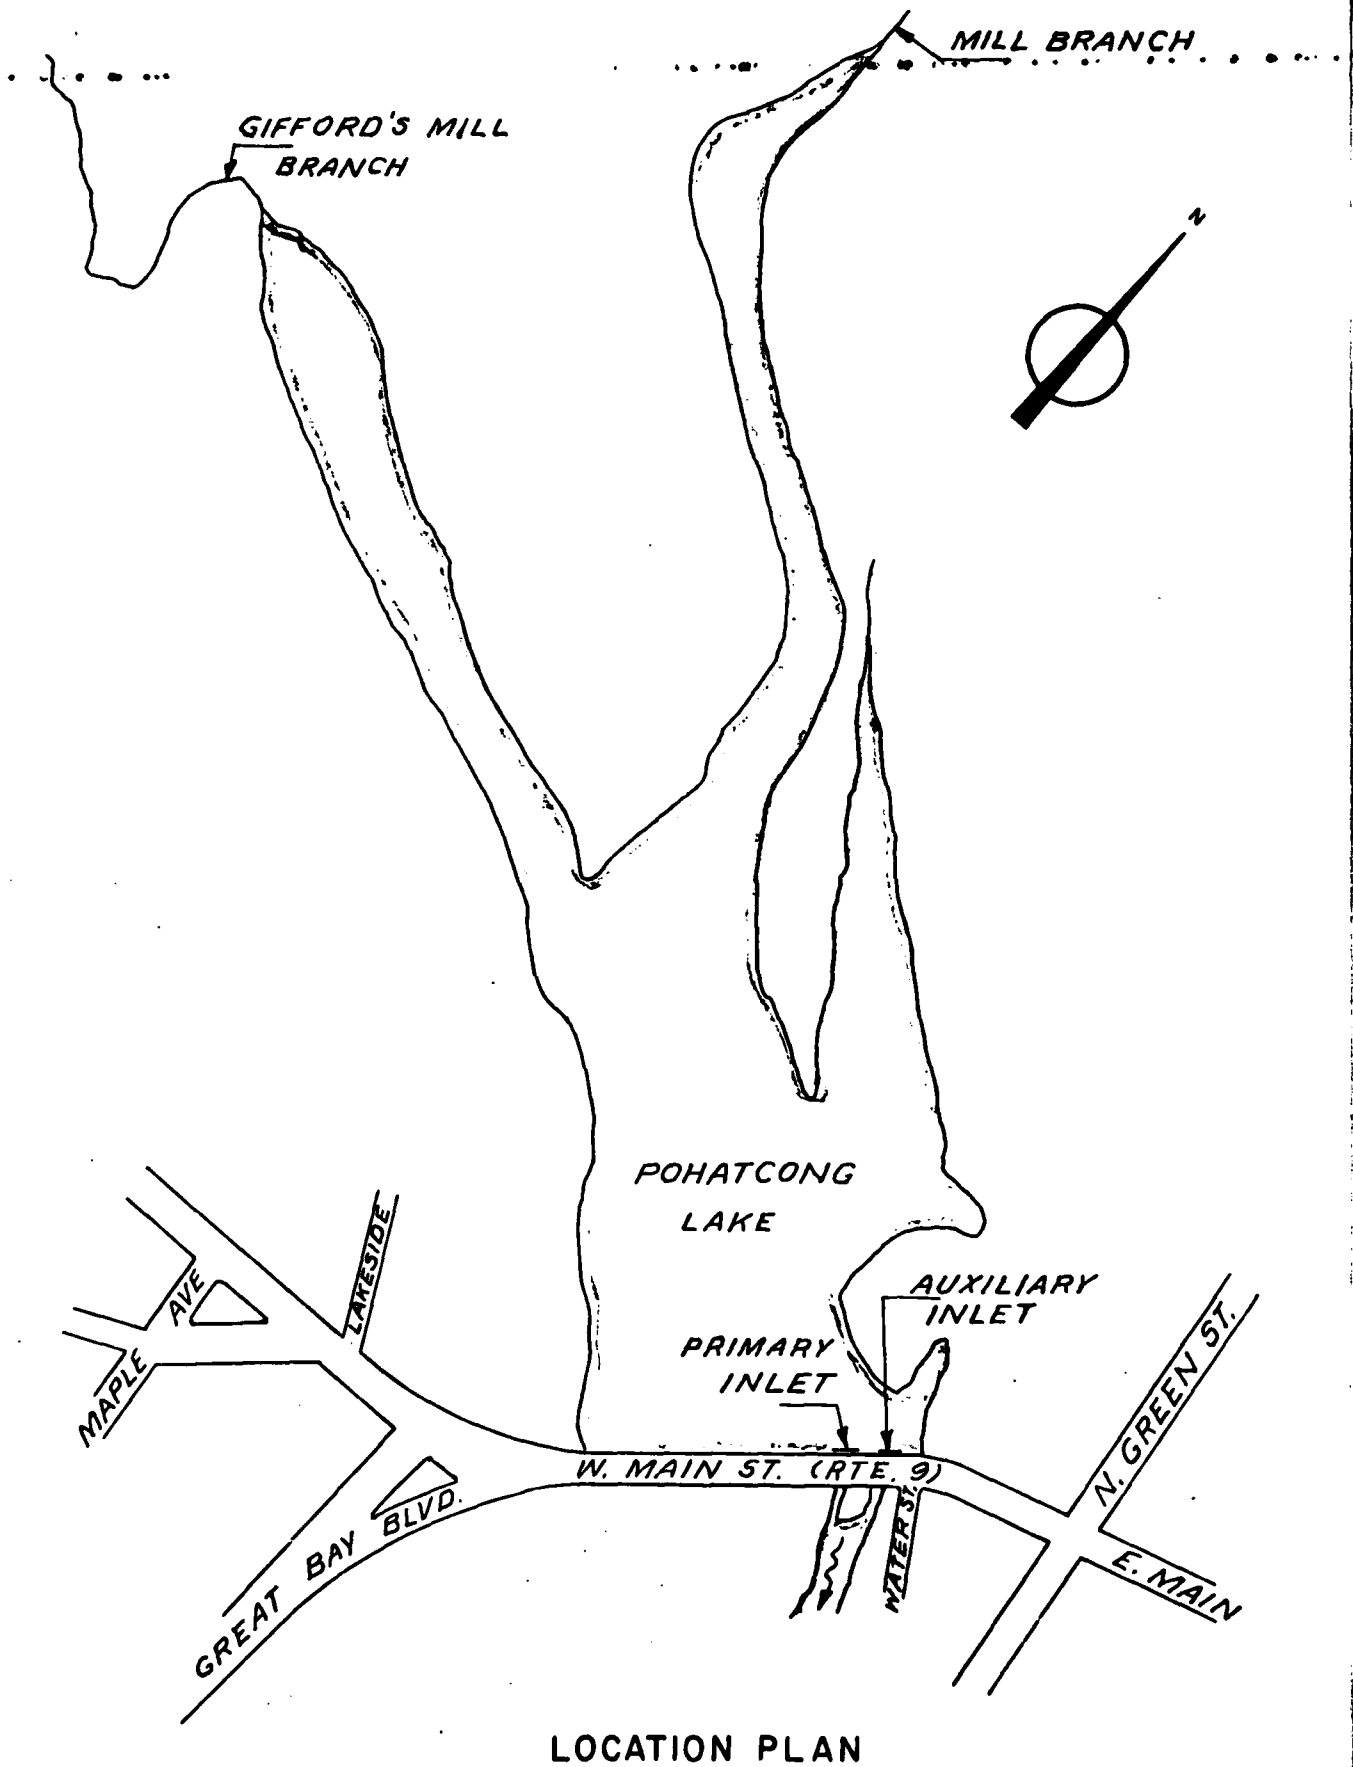 MILL BRANCH
GIFFORD'S MILL
BRANCH
N
POHATCONG
LAKE
LAKESIDE
AVE
MAPLE
AUXILIARY
INLET
PRIMARY
INLET
N. GREEN ST.
W. MAIN ST. (RTE. 9)
WATER ST.
E. MAIN
GREAT BAY BLVD.
LOCATION PLAN